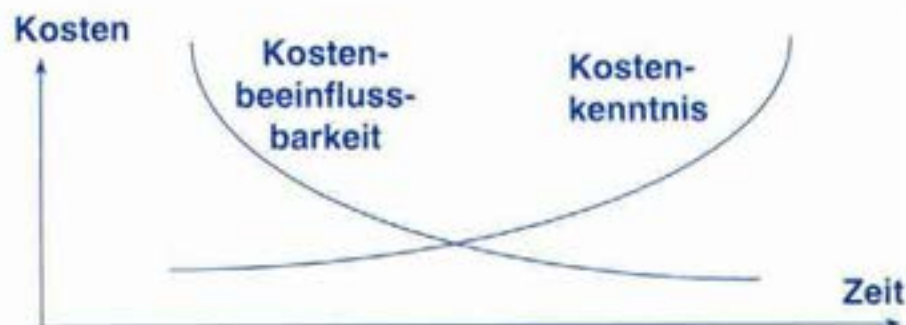 Kosten
Kosten-
beeinfluss-
barkeit
Kosten-
kenntnis
Zeit